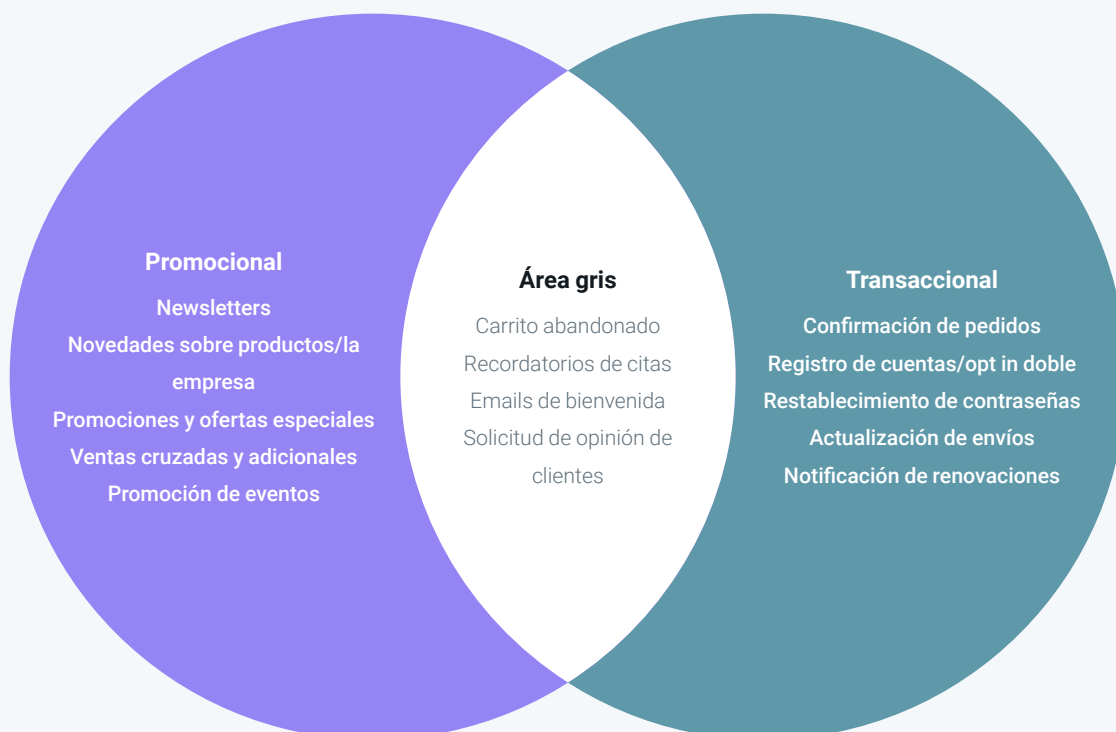 Promocional
Newsletters
Novedades sobre productos/la
empresa
Promociones y ofertas especiales
Ventas cruzadas y adicionales
Promoción de eventos
Área gris
Carrito abandonado
Recordatorios de citas
Emails de bienvenida
Solicitud de opinión de
clientes
Transaccional
Confirmación de pedidos
Registro de cuentas/opt in doble
Restablecimiento de contraseñas
Actualización de envíos
Notificación de renovaciones